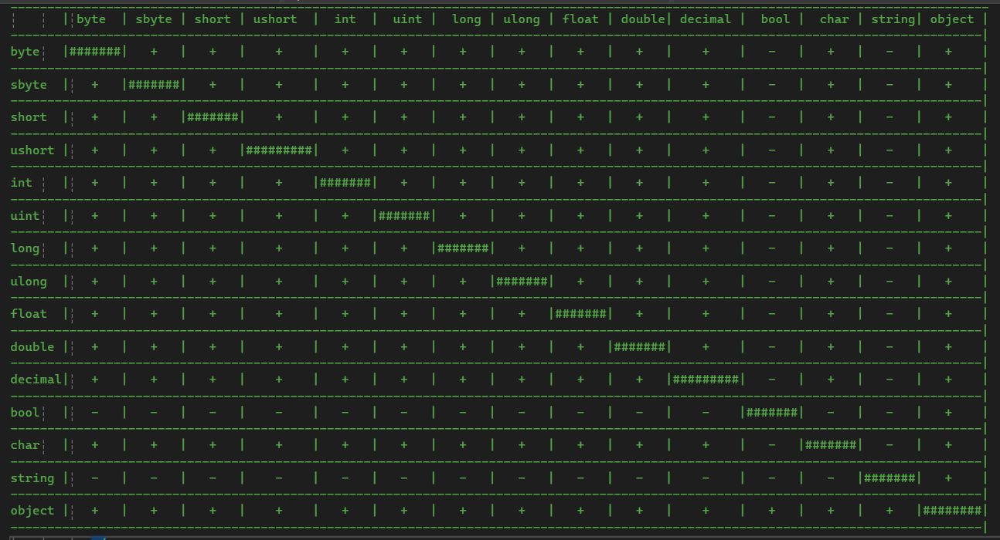 |byte | sbyte | short | ushort | int | uint | long | ulong | float | double| decimal | bool | char | string| object |
byte |#######| + | + | + | + | + | + | + | + | + | + | - | + | - | + |
sbyte | + |#######| + | + | + | + | + | + | + | + | + | - | + | - | + |
short | + | + |#######| + | + | + | + | + | + | + | + | - | + | - | + |
ushort | + | + | + |#########| + | + | + | + | + | + | + | - | + | - | + |
int | + | + | + | + |#######| + | + | + | + | + | + | - | + | - | + |
uint | + | + | + | + | + |#######| + | + | + | + | + | - | + | - | + |
long | + | + | + | + | + | + |#######| + | + | + | + | - | + | - | + |
ulong | + | + | + | + | + | + | + |#######| + | + | + | - | + | - | + |
float | + | + | + | + | + | + | + | + |#######| + | + | - | + | - | + |
double | + | + | + | + | + | + | + | + | + |#######| + | - | + | - | + |
decimal| + | + | + | + | + | + | + | + | + | + |#########| - | + | - | + |
bool | - | - | - | - | - | - | - | - | - | - | - |#######| - | - | + |
char | + | + | + | + | + | + | + | + | + | + | + | - |#######| - | + |
string | - | - | - | - | - | - | - | - | - | - | - | - | - |#######| + |
object | + | + | + | + | + | + | + | + | + | + | + | + | + | + |########|